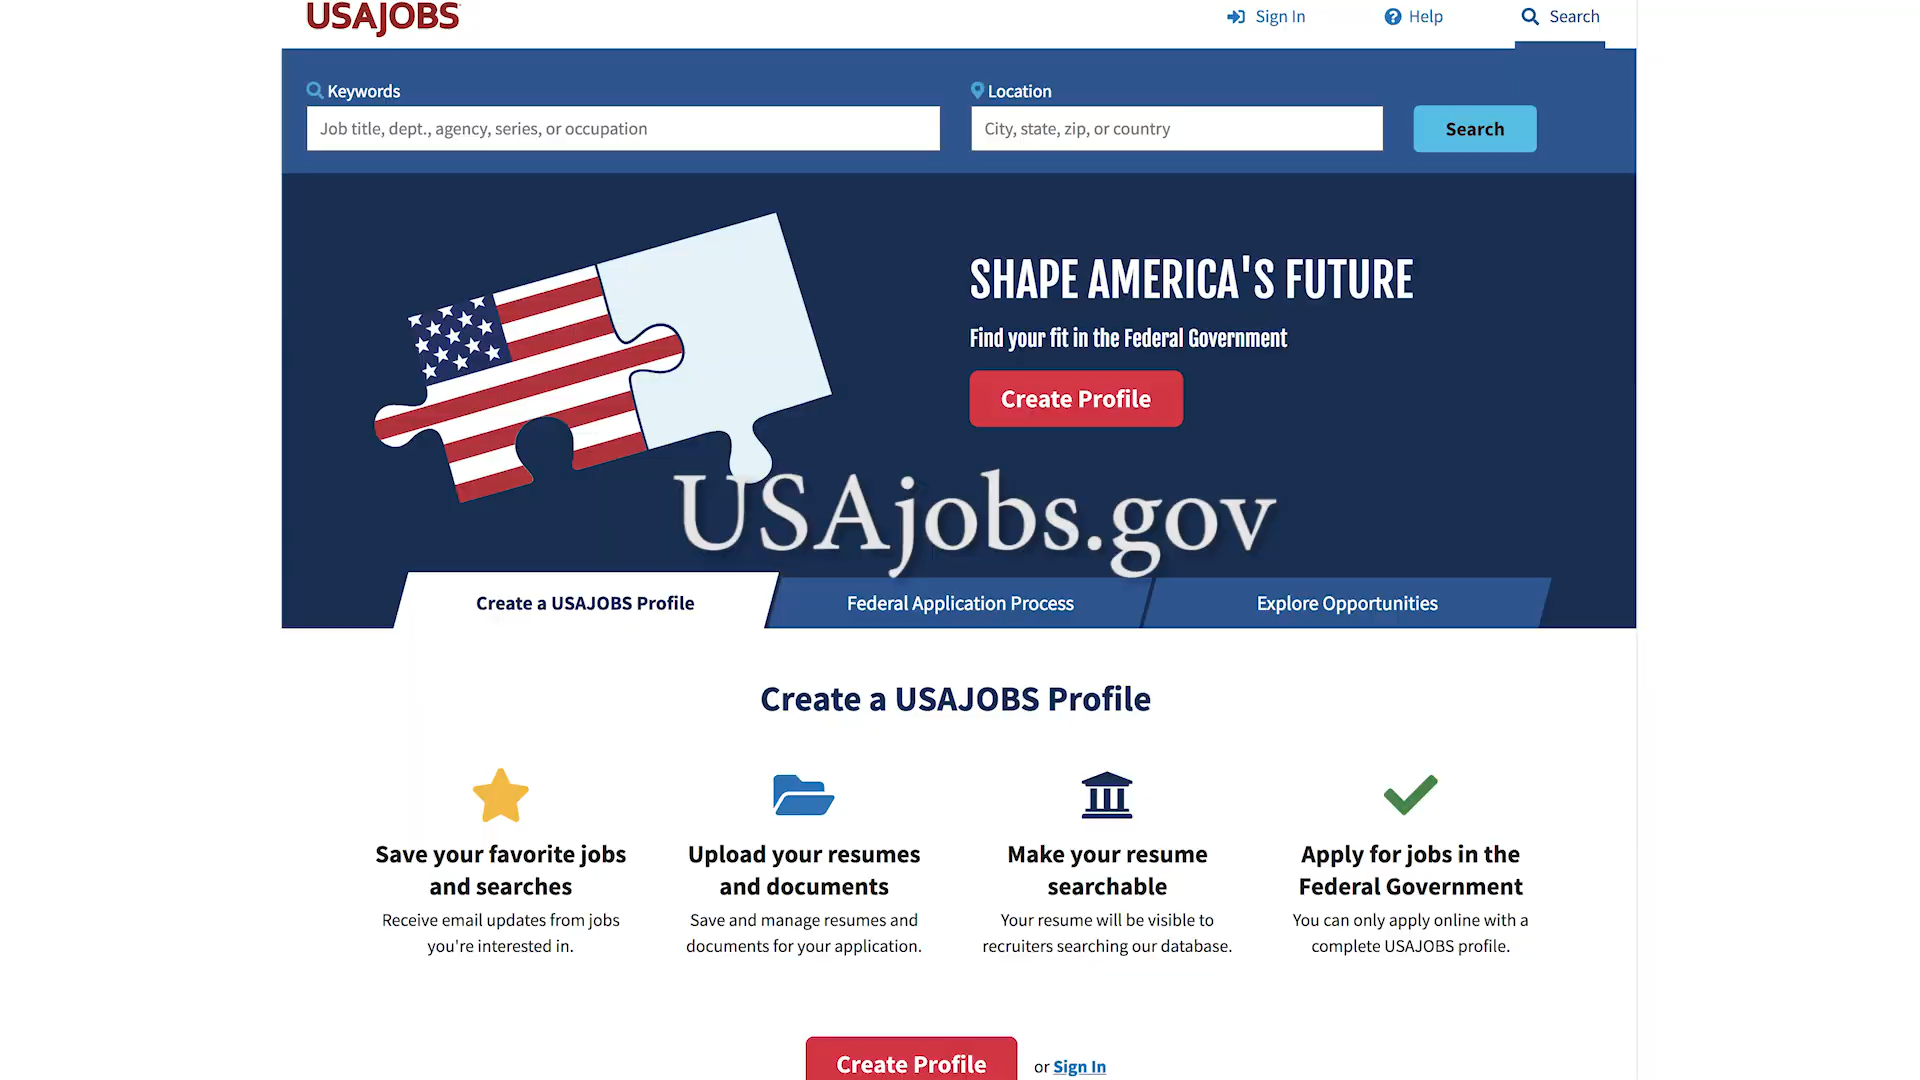 USAJOBS
Sign In
Help
Search
Keywords
Location
Job title, dept., agency, series, or occupation
City, state, zip, or country
Search
SHAPE AMERICA'S FUTURE
Find your fit in the Federal Government
Create Profile
USAjobs.gov
Create a USAJOBS Profile
Federal Application Process
Explore Opportunities
Create a USAJOBS Profile
Save your favorite jobs
and searches
Receive email updates from jobs
you're interested in.
Upload your resumes
and documents
Save and manage resumes and
documents for your application.
Make your resume
searchable
Your resume will be visible to
recruiters searching our database.
Apply for jobs in the
Federal Government
You can only apply online with a
complete USAJOBS profile.
Create Profile
or Sign In